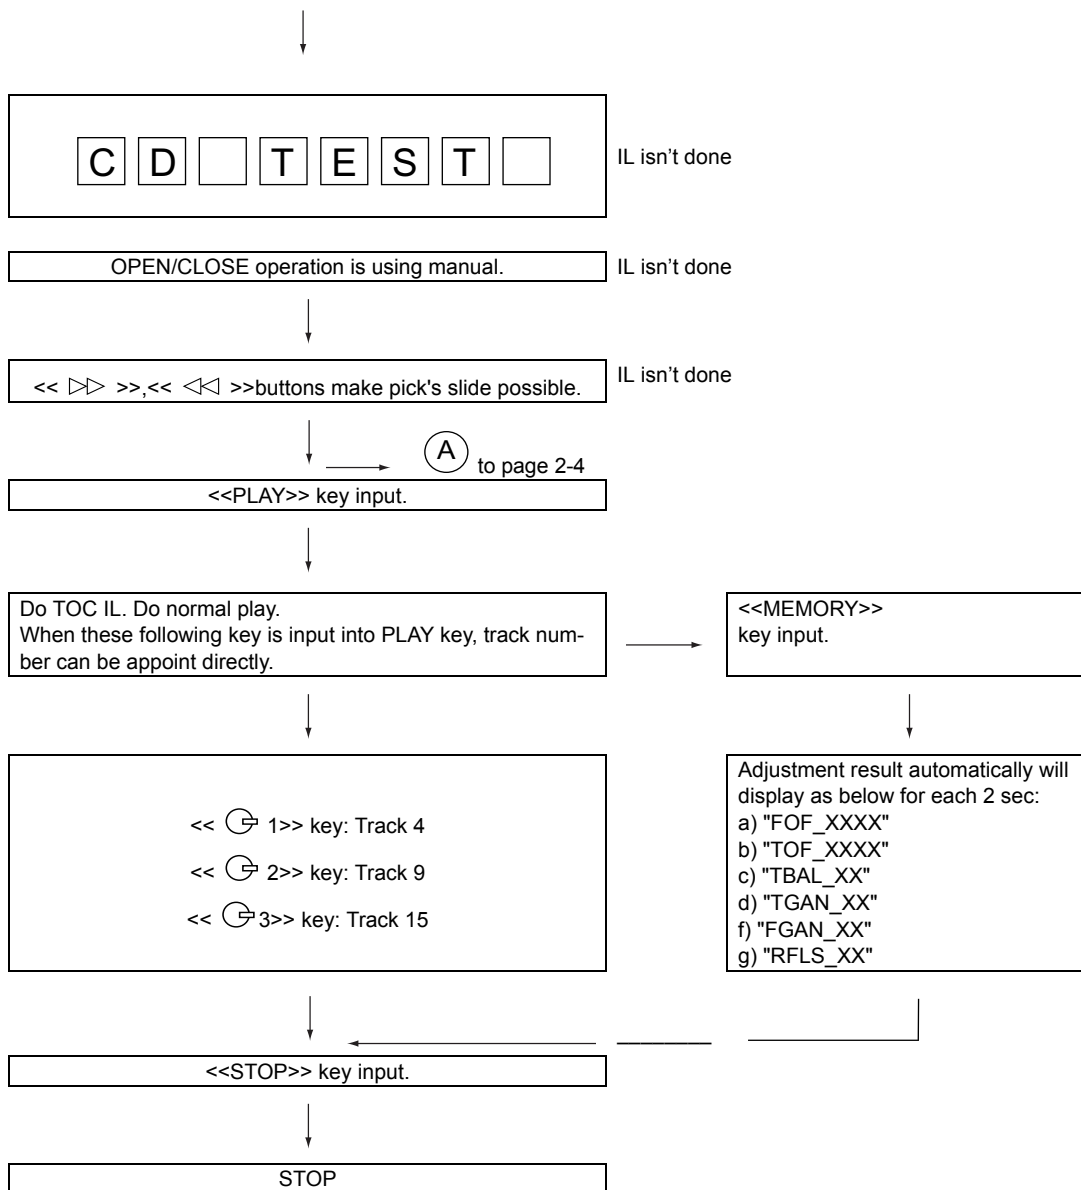 CD TEST
IL isn't done
OPEN/CLOSE operation is using manual.
IL isn't done
<< ▷▷ >>,<< ◁◁ >>buttons make pick's slide possible.
IL isn't done
A
to page 2-4
<<PLAY>> key input.
Do TOC IL. Do normal play.
When these following key is input into PLAY key, track num-
ber can be appoint directly.
<<MEMORY>>
key input.
<< 1>> key: Track 4
<< 2>> key: Track 9
<< 3>> key: Track 15
Adjustment result automatically will
display as below for each 2 sec:
a) "FOF_XXXX"
b) "TOF_XXXX"
c) "TBAL_XX"
d) "TGAN_XX"
f) "FGAN_XX"
g) "RFLS_XX"
<<STOP>> key input.
STOP